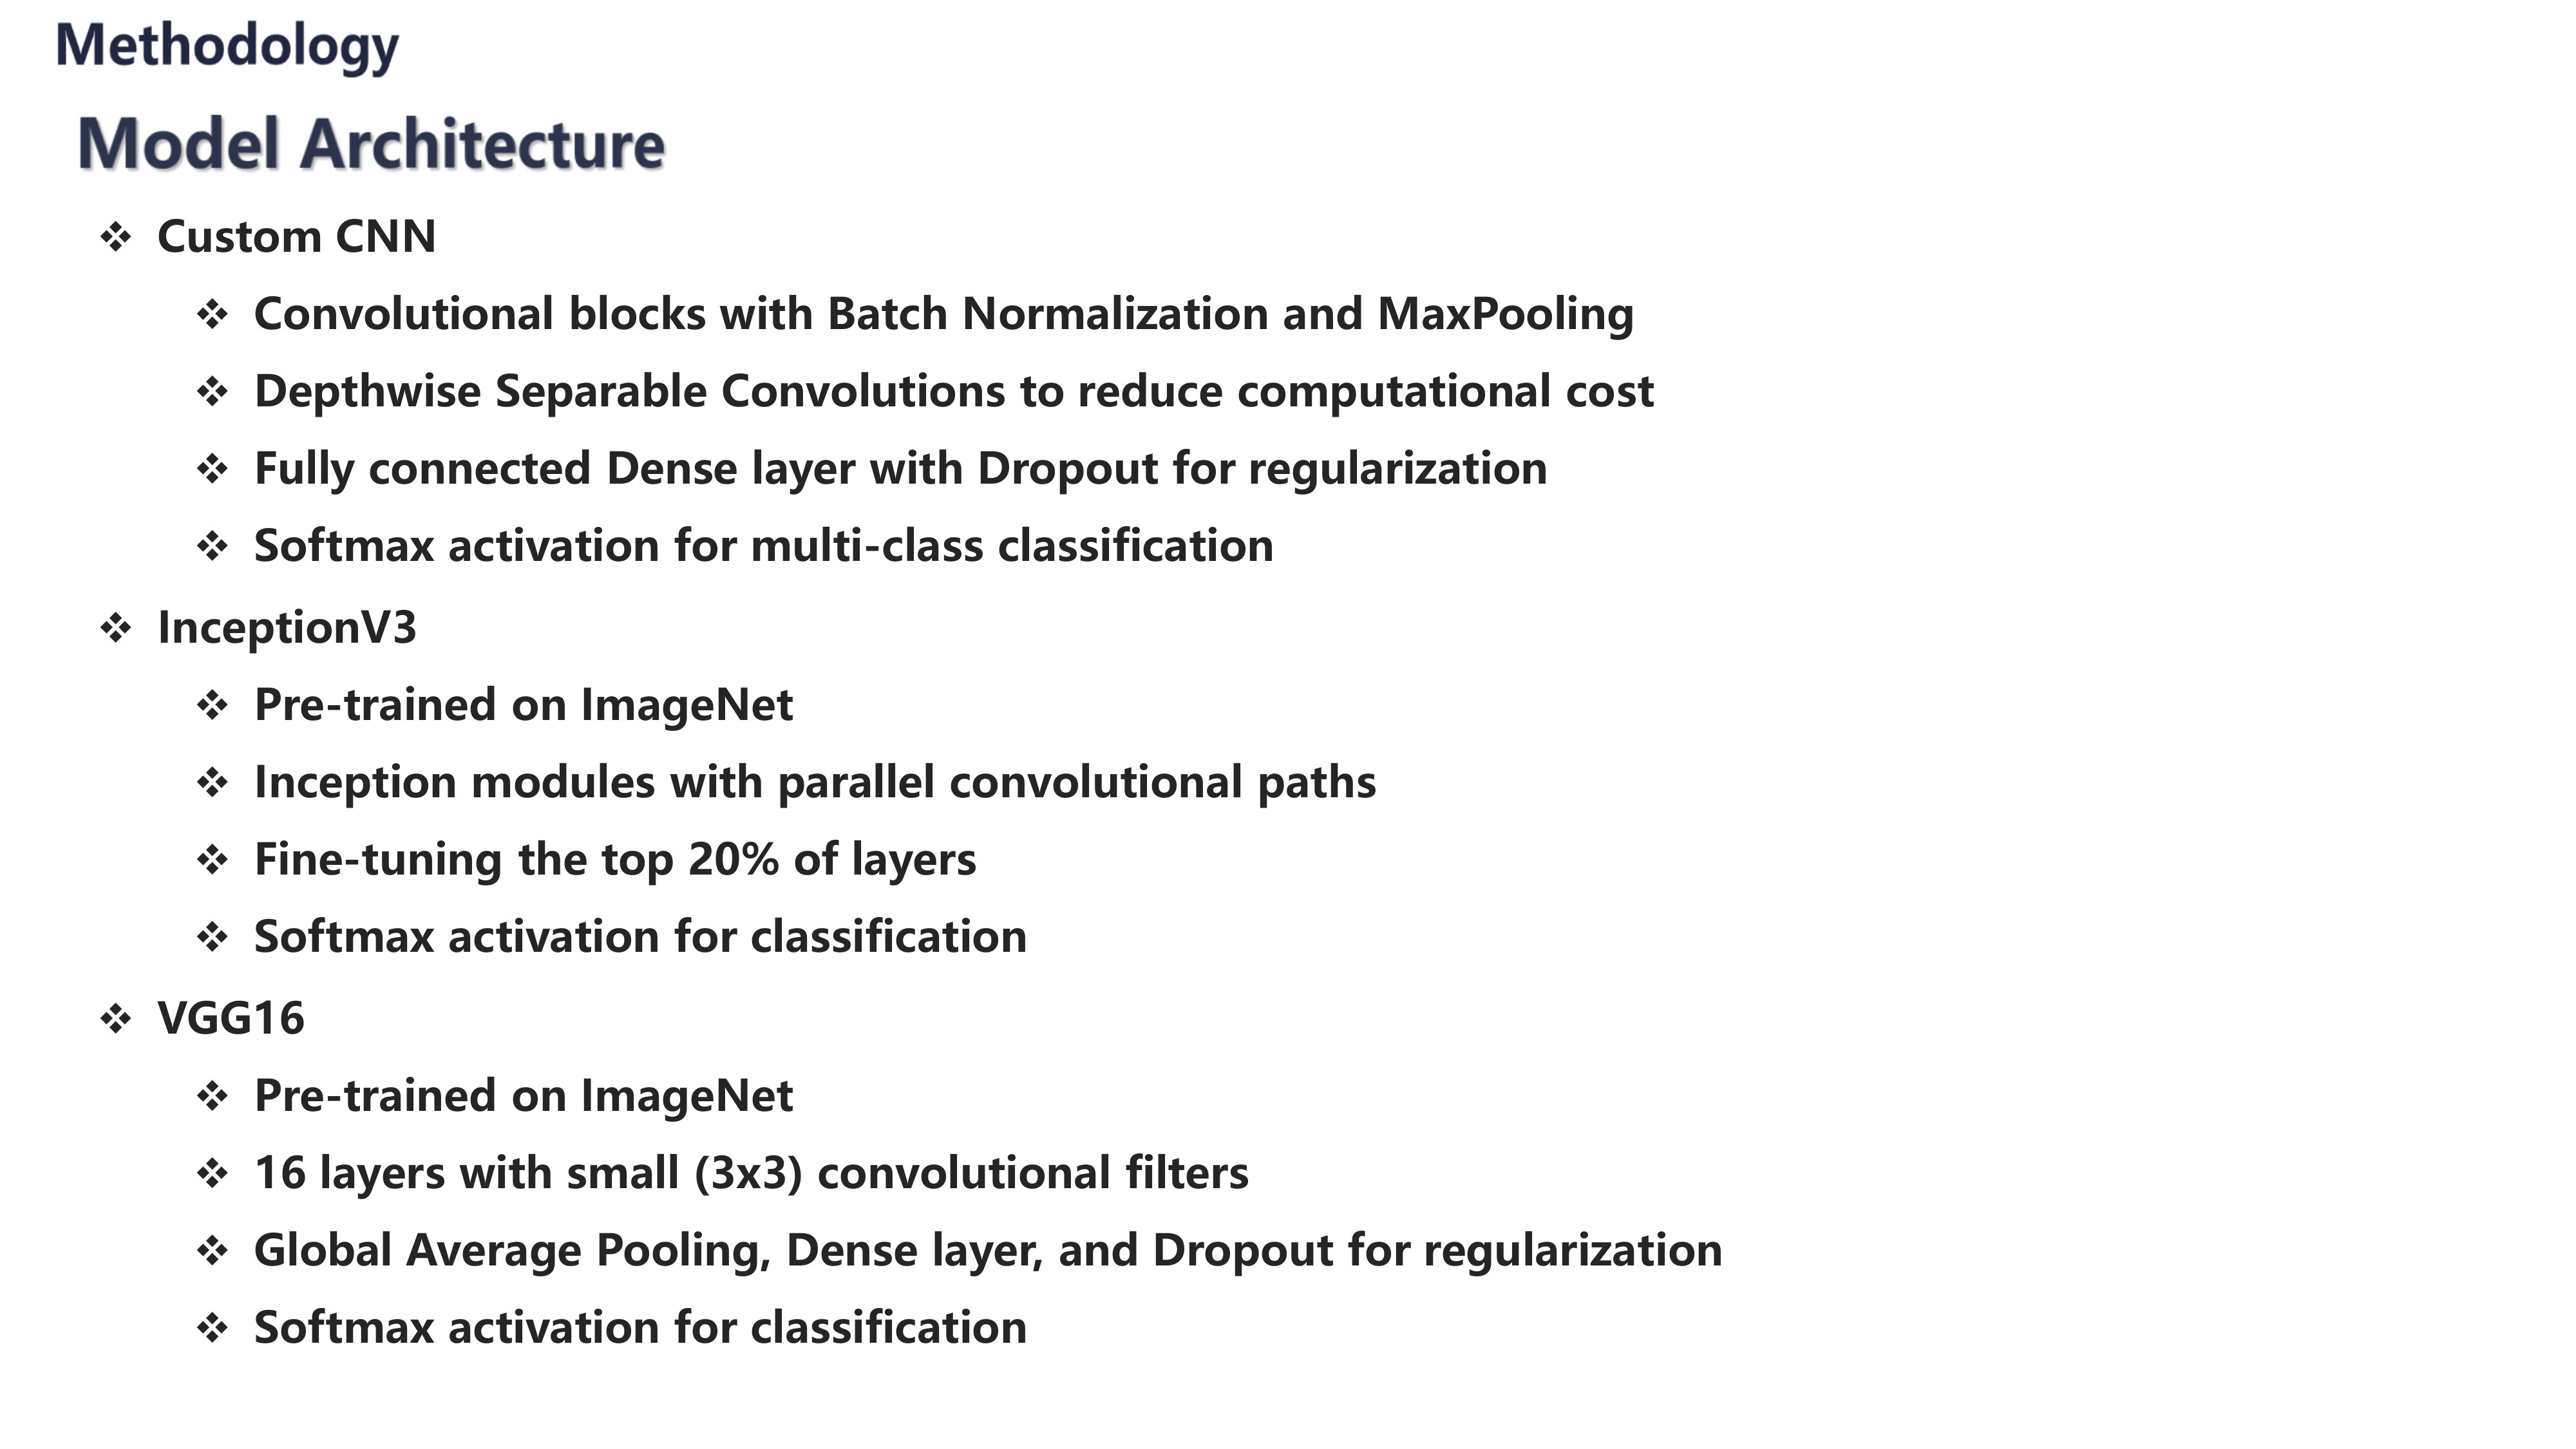 Methodology
Model Architecture
❖ Custom CNN
❖ Convolutional blocks with Batch Normalization and MaxPooling
❖ Depthwise Separable Convolutions to reduce computational cost
❖ Fully connected Dense layer with Dropout for regularization
❖ Softmax activation for multi-class classification
❖ InceptionV3
❖ Pre-trained on ImageNet
❖ Inception modules with parallel convolutional paths
❖ Fine-tuning the top 20% of layers
❖ Softmax activation for classification
❖ VGG16
❖ Pre-trained on ImageNet
❖ 16 layers with small (3x3) convolutional filters
❖ Global Average Pooling, Dense layer, and Dropout for regularization
❖ Softmax activation for classification